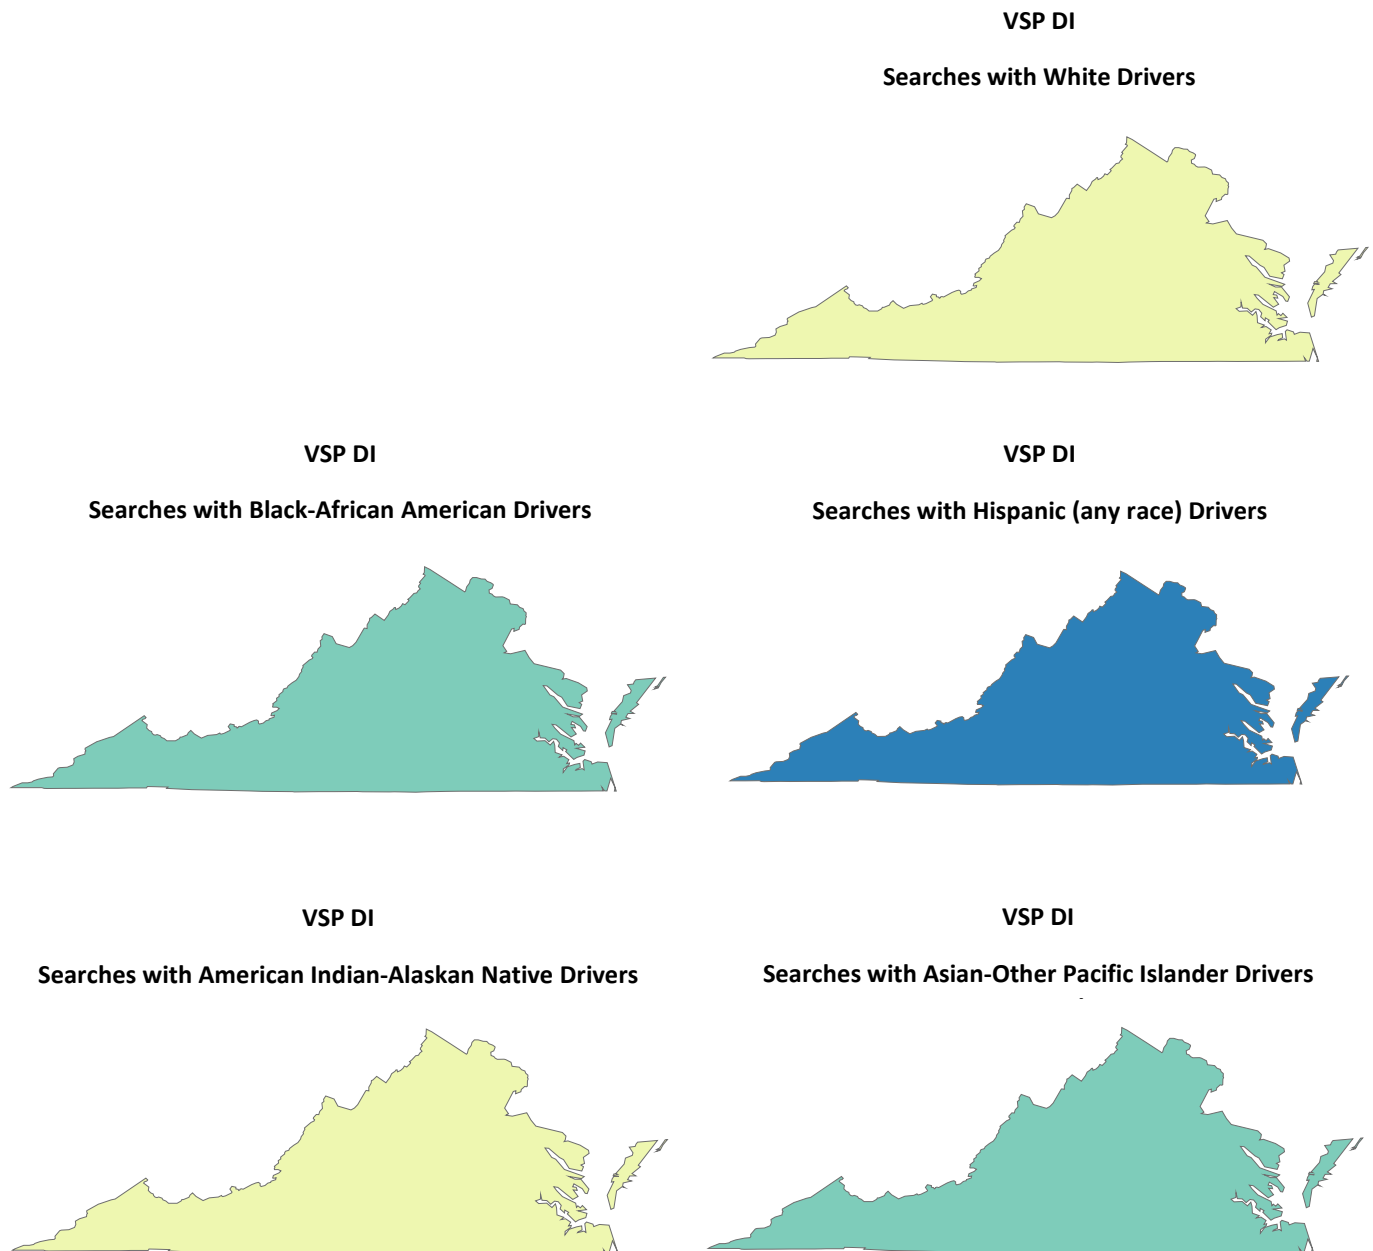 VSP DI
Searches with White Drivers
VSP DI
Searches with Black-African American Drivers
VSP DI
Searches with Hispanic (any race) Drivers
VSP DI
Searches with American Indian-Alaskan Native Drivers
VSP DI
Searches with Asian-Other Pacific Islander Drivers